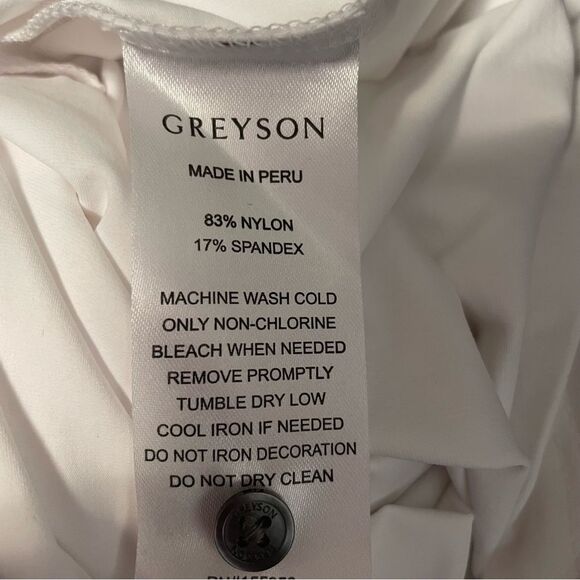 GREYSON
MADE IN PERU
83% NYLON
17% SPANDEX
MACHINE WASH COLD
ONLY NON-CHLORINE
BLEACH WHEN NEEDED
REMOVE PROMPTLY
TUMBLE DRY LOW
COOL IRON IF NEEDED
DO NOT IRON DECORATION
DO NOT DRY CLEAN
GREYSON